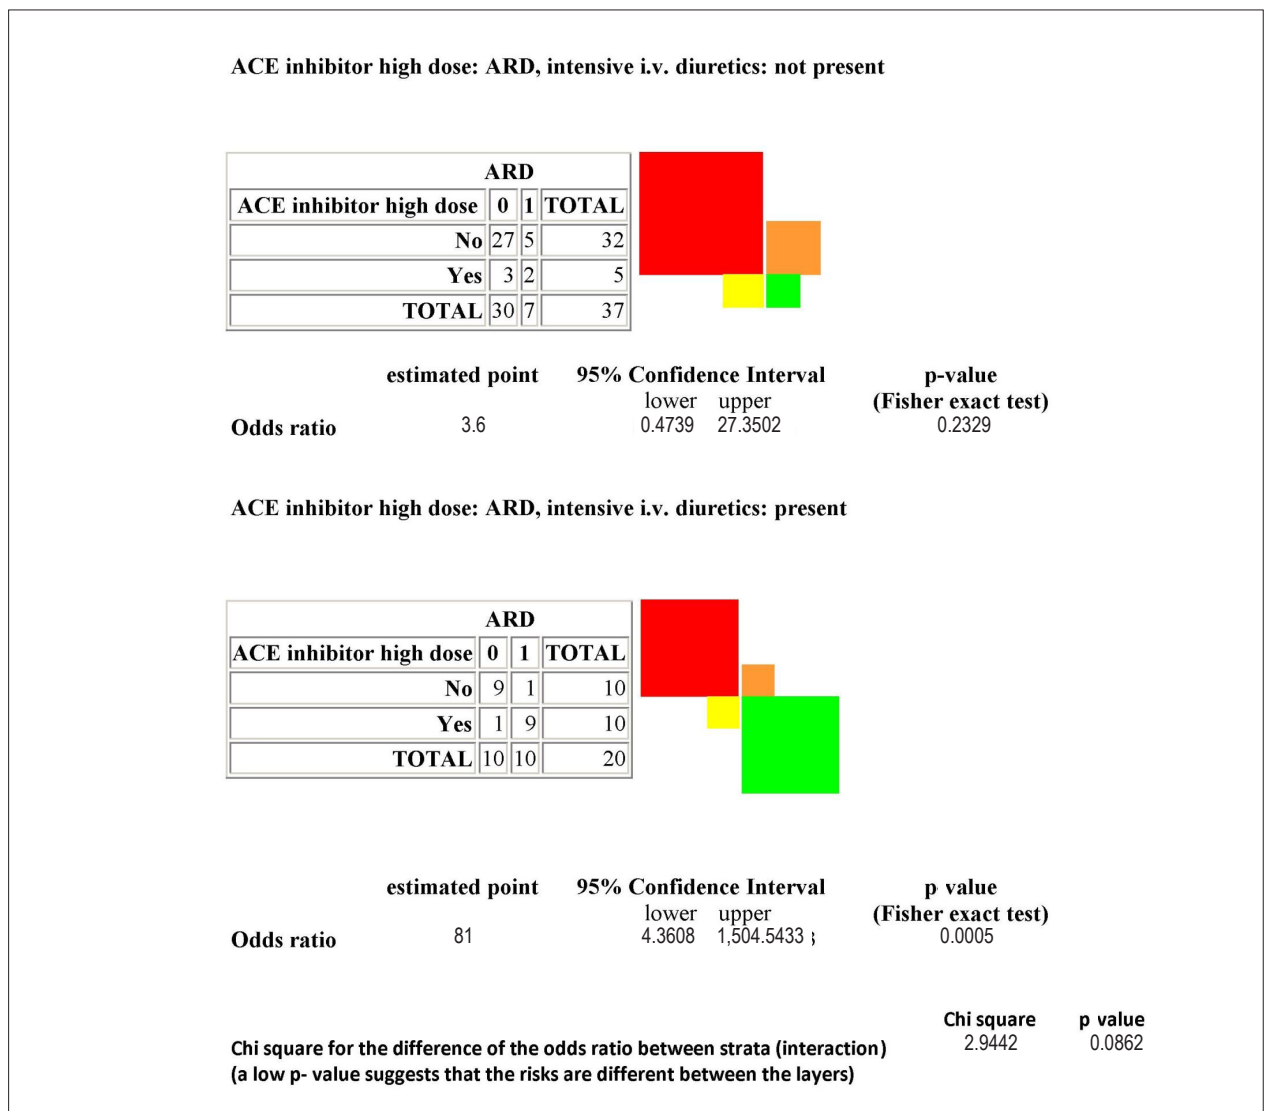 ACE inhibitor high dose: ARD, intensive i.v. diuretics: not present
ARD
ACE inhibitor high dose 0 1 TOTAL
No 27 5 32
Yes 3 2 5
TOTAL 30 7 37
estimated point 95% Confidence Interval p-value
lower upper (Fisher exact test)
Odds ratio 3.6 0.4739 27.3502 0.2329
ACE inhibitor high dose: ARD, intensive i.v. diuretics: present
ARD
ACE inhibitor high dose 0 1 TOTAL
No 9 1 10
Yes 1 9 10
TOTAL 10 10 20
estimated point 95% Confidence Interval p value
lower upper (Fisher exact test)
Odds ratio 81 4.3608 1,504.5433 0.0005
Chi square p value
Chi square for the difference of the odds ratio between strata (interaction) 2.9442 0.0862
(a low p- value suggests that the risks are different between the layers)